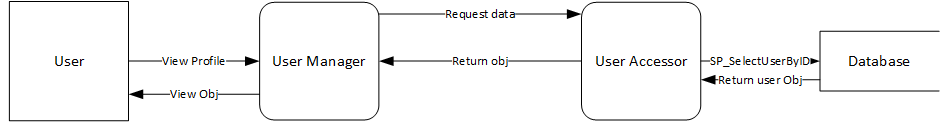 Request data
User
View Profile
User Manager
Return obj
User Accessor
SP_SelectUserByID
Database
Return user Obj
View Obj